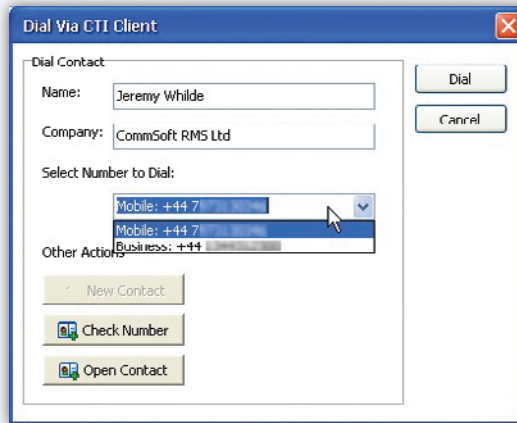 Dial Via CTI Client
Dial Contact
Name: Jeremy Whilde
Dial
Company: CommSoft RMS Ltd
Cancel
Select Number to Dial:
Mobile: +44 7
Mobile: +44 7
Business: +44
Other Actions
New Contact
Check Number
Open Contact